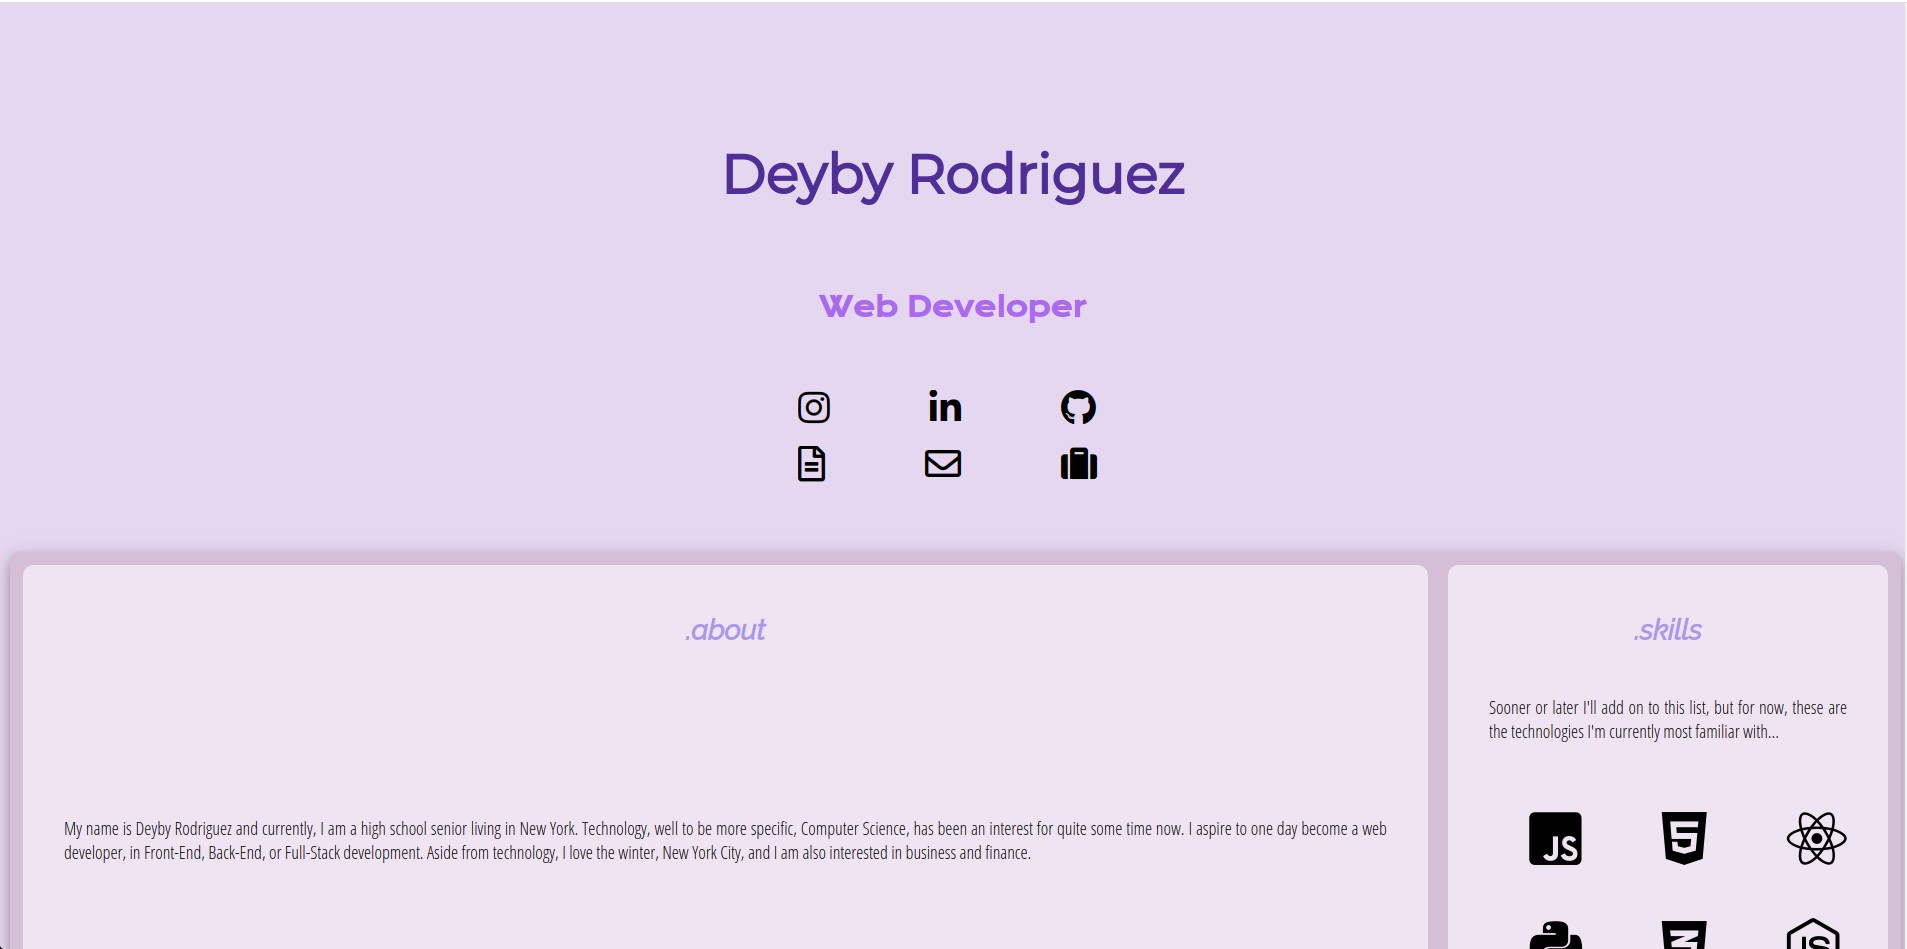 Deyby Rodriguez
Web Developer
in
.about
My name is Deyby Rodriguez and currently, I am a high school senior living in New York. Technology, well to be more specific, Computer Science, has been an interest for quite some time now. I aspire to one day become a web
developer, in Front-End, Back-End, or Full-Stack development. Aside from technology, I love the winter, New York City, and I am also interested in business and finance.
.skills
Sooner or later I'll add on to this list, but for now, these are
the technologies I'm currently most familiar with...
JS
5
3
JS